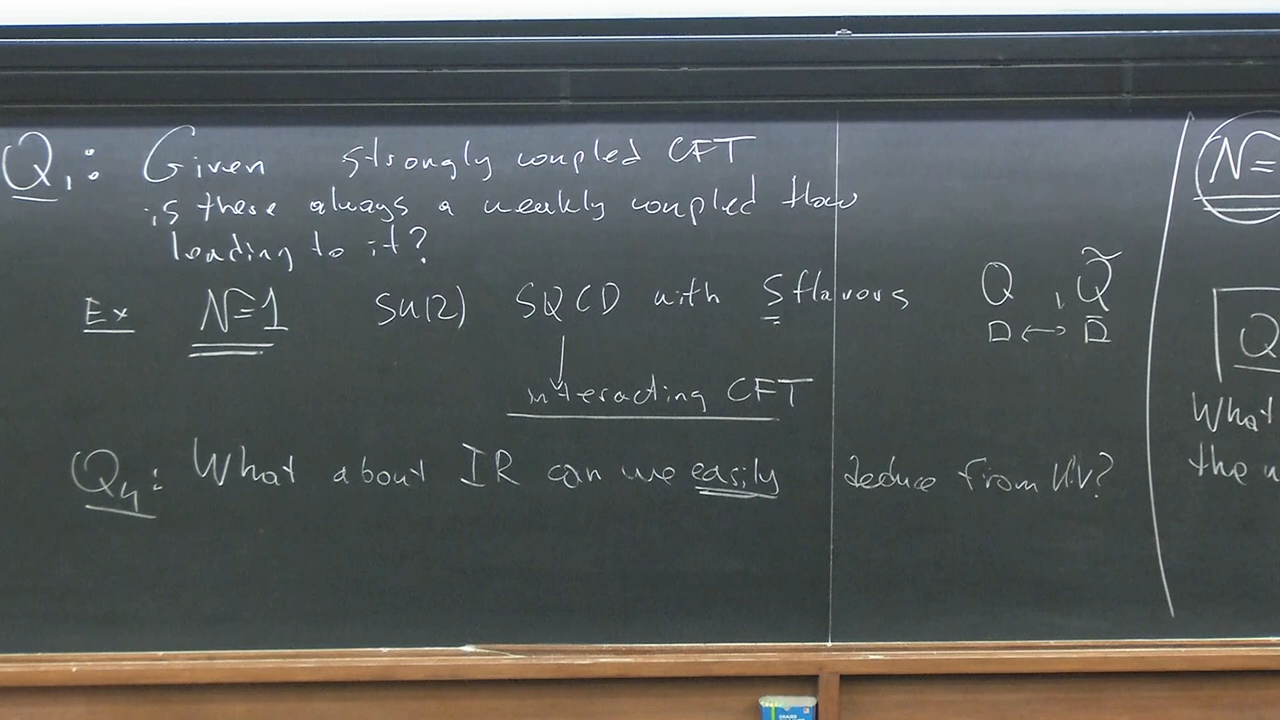 Q₁: Given strongly coupled CFT
is there always a weakly coupled flow
leading to it?
Ex N=1 SU(2) SQCD with 5 flavors Q , Q̃
□ ↔ □̄
↓
interacting CFT
Q₄: What about IR can we easily deduce from UV?
N=
Q
What
the